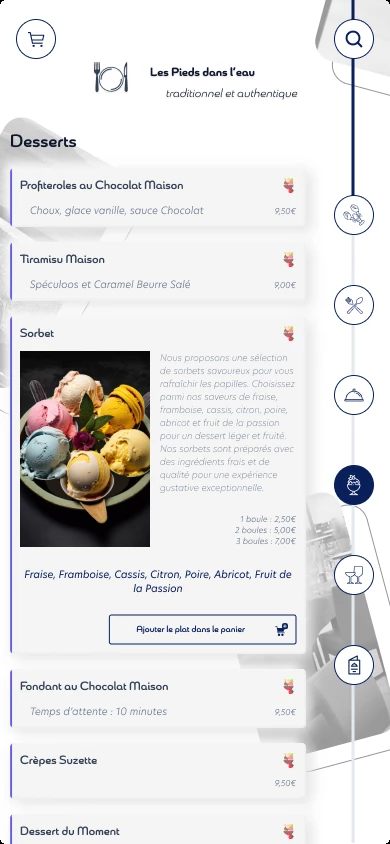 Les Pieds dans l'eau
traditionnel et authentique
Desserts
Profiteroles au Chocolat Maison
Choux, glace vanille, sauce Chocolat
9,50€
Tiramisu Maison
Spéculoos et Caramel Beurre Salé
9,00€
Sorbet
Nous proposons une sélection
de sorbets savoureux pour vous
rafraîchir les papilles. Choisissez
parmi nos saveurs de fraise,
framboise, cassis, citron, poire,
abricot et fruit de la passion
pour un dessert léger et fruité.
Nos sorbets sont préparés avec
des ingrédients frais et de
qualité pour une expérience
gustative exceptionnelle.
1 boule : 2,50€
2 boules : 5,00€
3 boules : 7,00€
Fraise, Framboise, Cassis, Citron, Poire, Abricot, Fruit de
la Passion
Ajouter le plat dans le panier
Fondant au Chocolat Maison
Temps d'attente : 10 minutes
9,50€
Crèpes Suzette
9,50€
Dessert du Moment